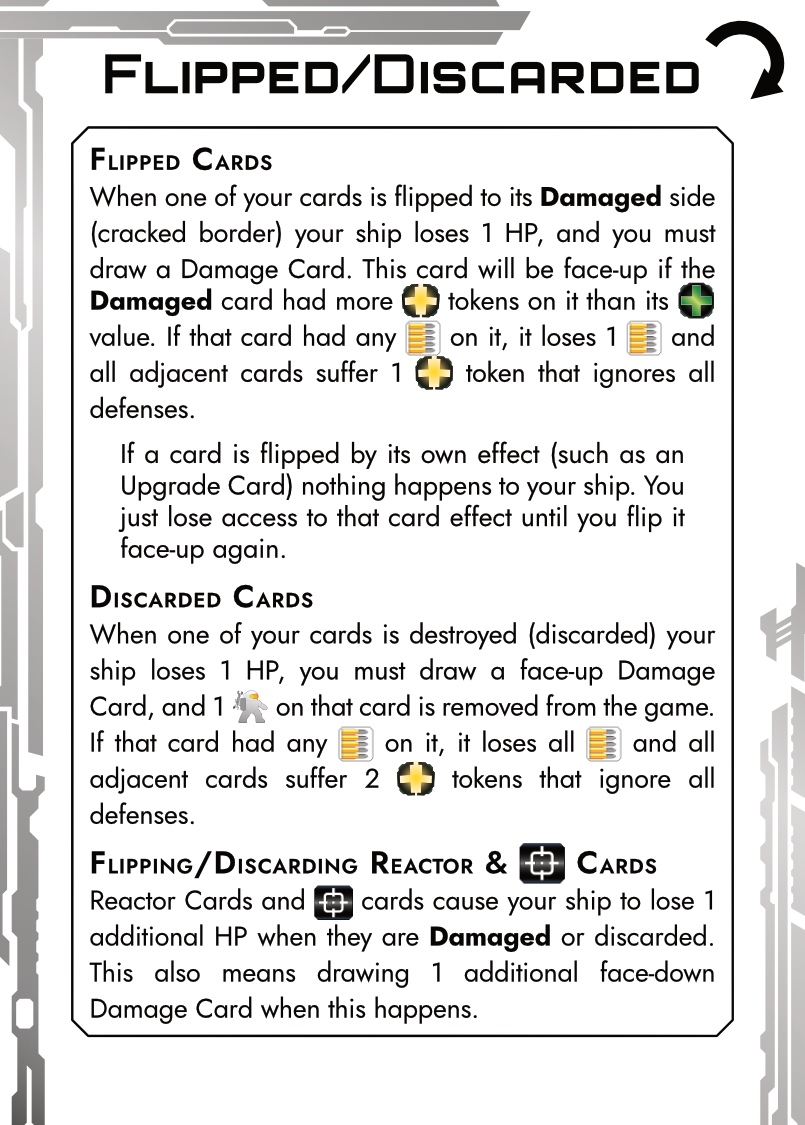 Flipped/Discarded
Flipped Cards
When one of your cards is flipped to its Damaged side
(cracked border) your ship loses 1 HP, and you must
draw a Damage Card. This card will be face-up if the
Damaged card had more tokens on it than its
value. If that card had any on it, it loses 1 and
all adjacent cards suffer 1 token that ignores all
defenses.
If a card is flipped by its own effect (such as an
Upgrade Card) nothing happens to your ship. You
just lose access to that card effect until you flip it
face-up again.
Discarded Cards
When one of your cards is destroyed (discarded) your
ship loses 1 HP, you must draw a face-up Damage
Card, and 1 on that card is removed from the game.
If that card had any on it, it loses all and all
adjacent cards suffer 2 tokens that ignore all
defenses.
Flipping/Discarding Reactor & Cards
Reactor Cards and cards cause your ship to lose 1
additional HP when they are Damaged or discarded.
This also means drawing 1 additional face-down
Damage Card when this happens.